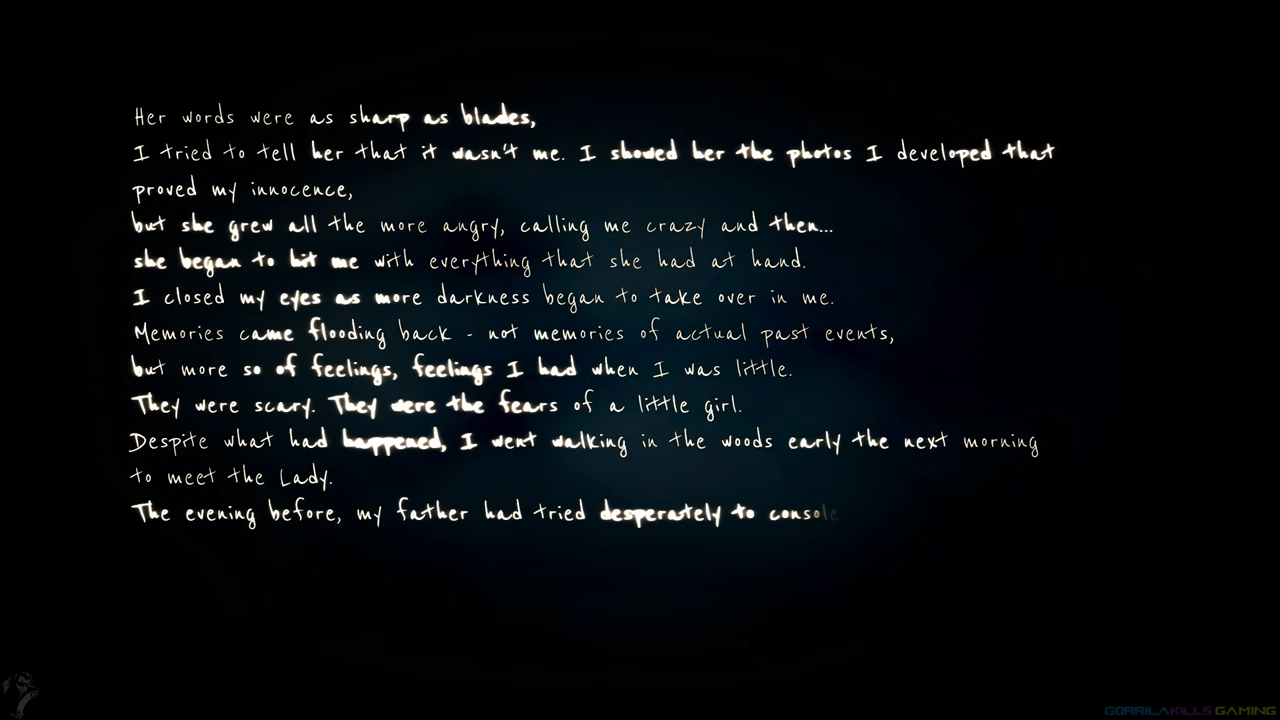 Her words were as sharp as blades,
I tried to tell her that it wasn't me. I showed her the photos I developed that
proved my innocence,
but she grew all the more angry, calling me crazy and then...
she began to hit me with everything that she had at hand.
I closed my eyes as more darkness began to take over in me.
Memories came flooding back - not memories of actual past events,
but more so of feelings, feelings I had when I was little.
They were scary. They were the fears of a little girl.
Despite what had happened, I went walking in the woods early the next morning
to meet the Lady.
The evening before, my father had tried desperately to console
GORRILAKILLS GAMING